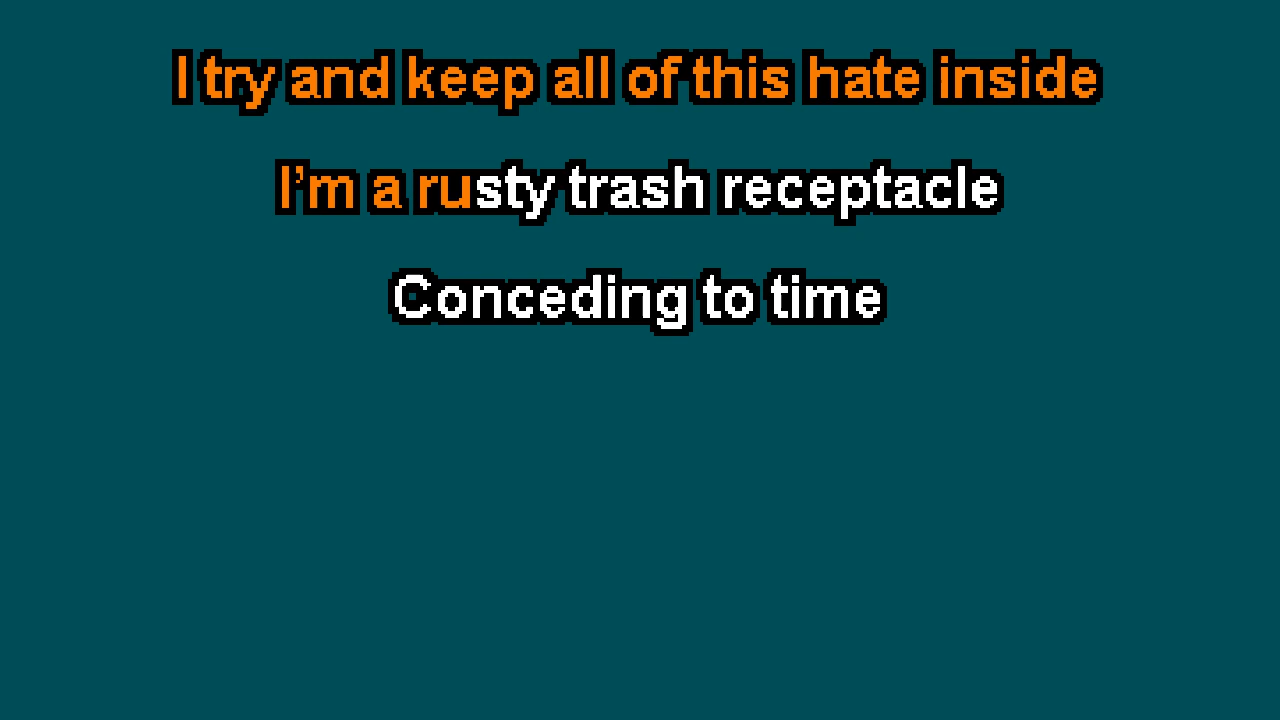 I try and keep all of this hate inside
I’m a rusty trash receptacle
Conceding to time